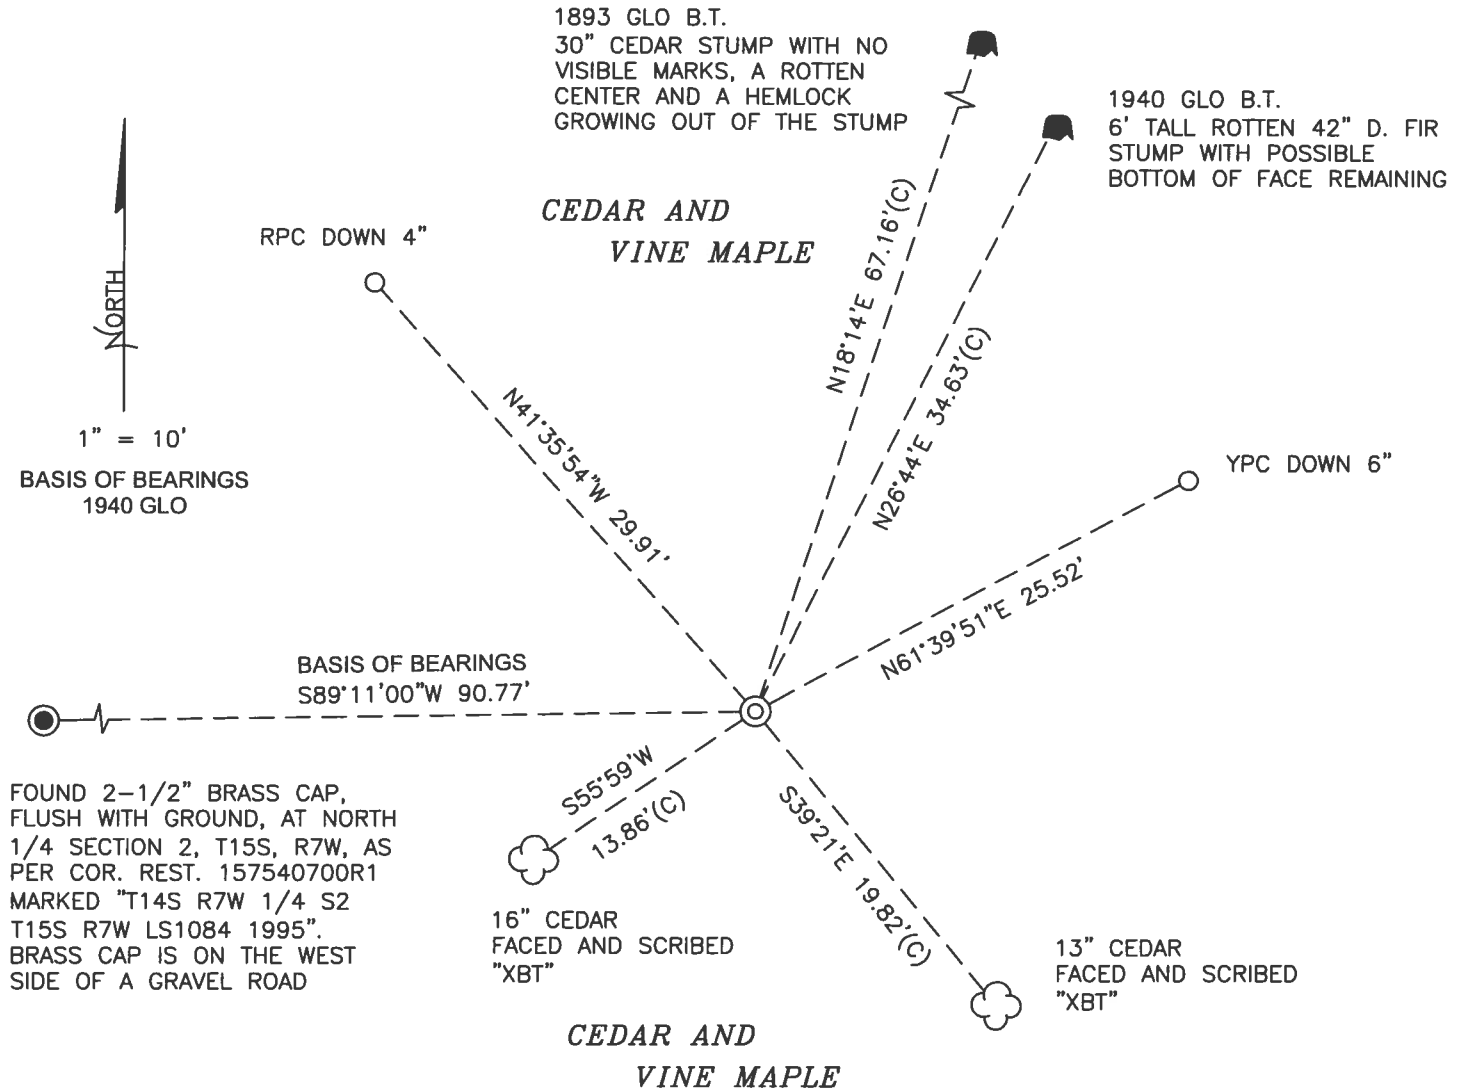 1893 GLO B.T.
30" CEDAR STUMP WITH NO
VISIBLE MARKS, A ROTTEN
CENTER AND A HEMLOCK
GROWING OUT OF THE STUMP
1940 GLO B.T.
6' TALL ROTTEN 42" D. FIR
STUMP WITH POSSIBLE
BOTTOM OF FACE REMAINING
CEDAR AND
VINE MAPLE
RPC DOWN 4"
NORTH
1" = 10'
BASIS OF BEARINGS
1940 GLO
N18°14'E 67.16'(C)
N26°44'E 34.63'(C)
N41°35'54"W 29.91'
YPC DOWN 6"
N61°39'51"E 25.52'
BASIS OF BEARINGS
S89°11'00"W 90.77'
FOUND 2-1/2" BRASS CAP,
FLUSH WITH GROUND, AT NORTH
1/4 SECTION 2, T15S, R7W, AS
PER COR. REST. 157540700R1
MARKED "T14S R7W 1/4 S2
T15S R7W LS1084 1995".
BRASS CAP IS ON THE WEST
SIDE OF A GRAVEL ROAD
S55°59'W
13.86'(C)
16" CEDAR
FACED AND SCRIBED
"XBT"
S39°21'E 19.82'(C)
13" CEDAR
FACED AND SCRIBED
"XBT"
CEDAR AND
VINE MAPLE